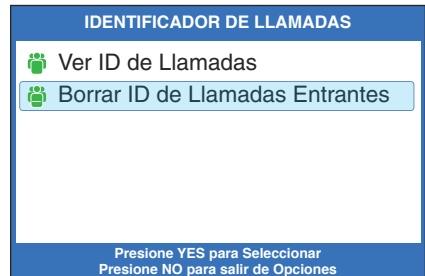 IDENTIFICADOR DE LLAMADAS
Ver ID de Llamadas
Borrar ID de Llamadas Entrantes
Presione YES para Seleccionar
Presione NO para salir de Opciones